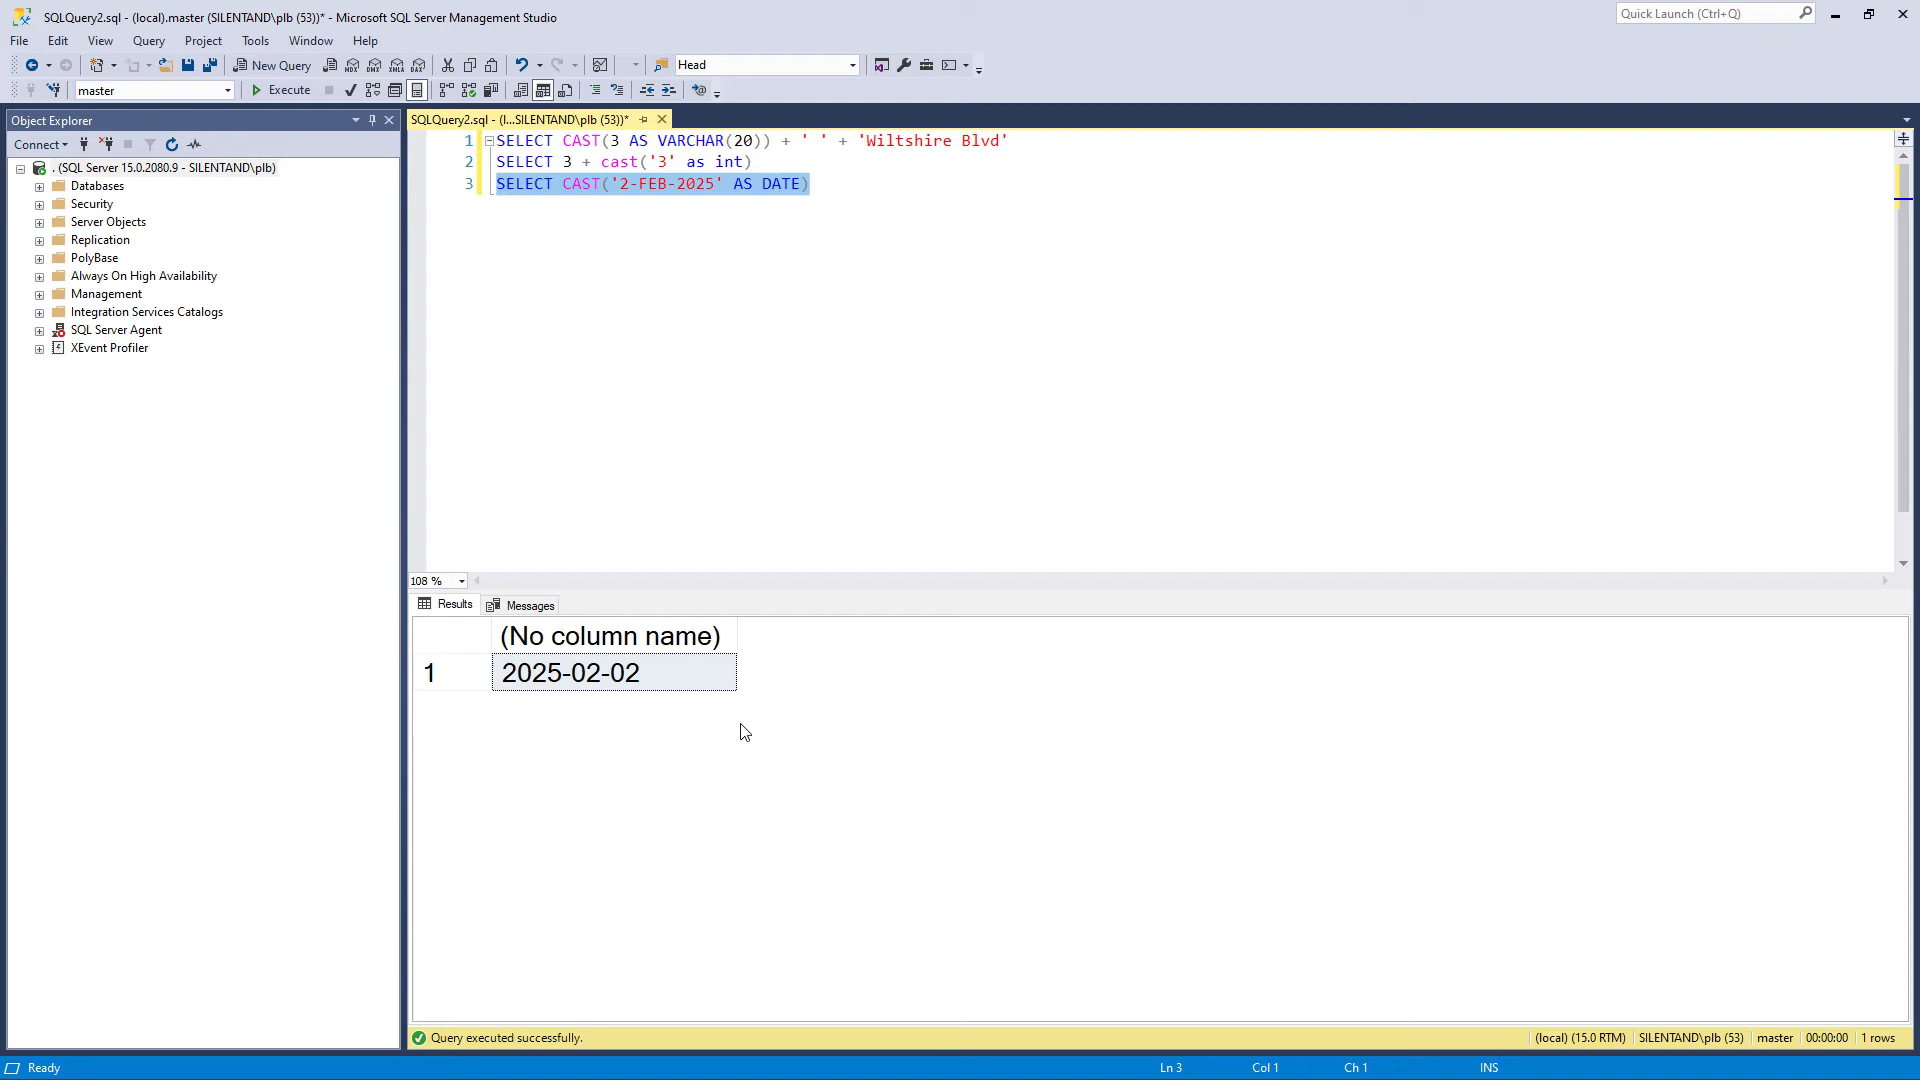 SQLQuery2.sql - (local).master (SILENTAND\plb (53))* - Microsoft SQL Server Management Studio
Quick Launch (Ctrl+Q)
File Edit View Query Project Tools Window Help
New Query MDX DMX XMLA DAX Head
master Execute
Object Explorer
SQLQuery2.sql - (l...SILENTAND\plb (53))*
Connect
. (SQL Server 15.0.2080.9 - SILENTAND\plb)
Databases
Security
Server Objects
Replication
PolyBase
Always On High Availability
Management
Integration Services Catalogs
SQL Server Agent
XEvent Profiler
1 SELECT CAST(3 AS VARCHAR(20)) + ' ' + 'Wiltshire Blvd'
2 SELECT 3 + cast('3' as int)
3 SELECT CAST('2-FEB-2025' AS DATE)
108 %
Results Messages
(No column name)
1 2025-02-02
Query executed successfully. (local) (15.0 RTM) SILENTAND\plb (53) master 00:00:00 1 rows
Ready Ln 3 Col 1 Ch 1 INS